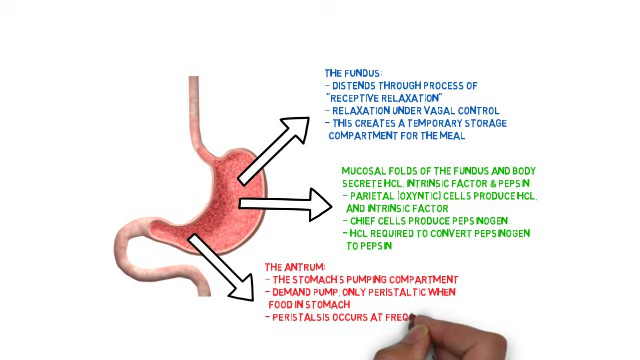 THE FUNDUS:
- DISTENDS THROUGH PROCESS OF
"RECEPTIVE RELAXATION"
- RELAXATION UNDER VAGAL CONTROL
- THIS CREATES A TEMPORARY STORAGE
COMPARTMENT FOR THE MEAL
MUCOSAL FOLDS OF THE FUNDUS AND BODY
SECRETE HCL, INTRINSIC FACTOR & PEPSIN
- PARIETAL (OXYNTIC) CELLS PRODUCE HCL,
AND INTRINSIC FACTOR
- CHIEF CELLS PRODUCE PEPSINOGEN
- HCL REQUIRED TO CONVERT PEPSINOGEN
TO PEPSIN
THE ANTRUM:
- THE STOMACH'S PUMPING COMPARTMENT
- DEMAND PUMP, ONLY PERISTALTIC WHEN
FOOD IN STOMACH
- PERISTALSIS OCCURS AT FREQ